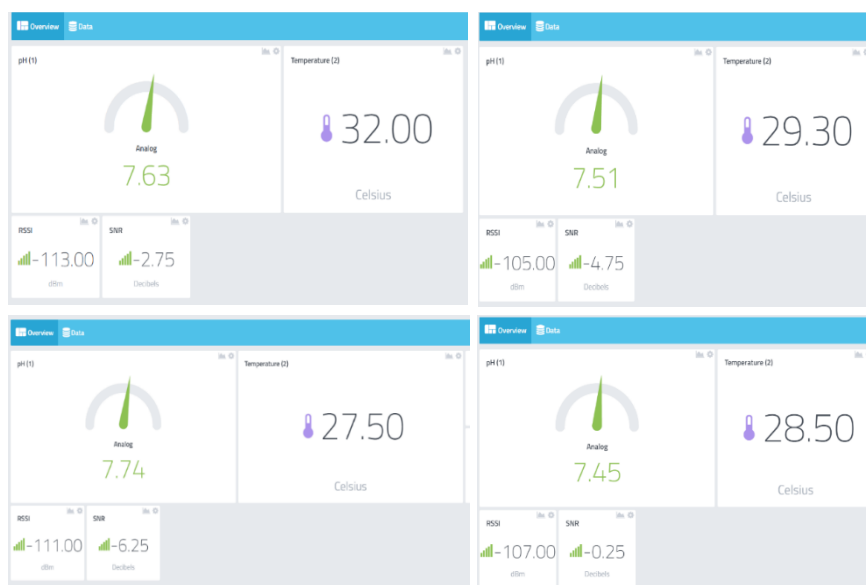 Overview Data
pH (1)
Temperature (2)
Analog
7.63
32.00
Celsius
RSSI
SNR
-113.00
-2.75
dBm
Decibels
Overview Data
pH (1)
Temperature (2)
Analog
7.51
29.30
Celsius
RSSI
SNR
-105.00
-4.75
dBm
Decibels
Overview Data
pH (1)
Temperature (2)
Analog
7.74
27.50
Celsius
RSSI
SNR
-111.00
-6.25
dBm
Decibels
Overview Data
pH (1)
Temperature (2)
Analog
7.45
28.50
Celsius
RSSI
SNR
-107.00
-0.25
dBm
Decibels